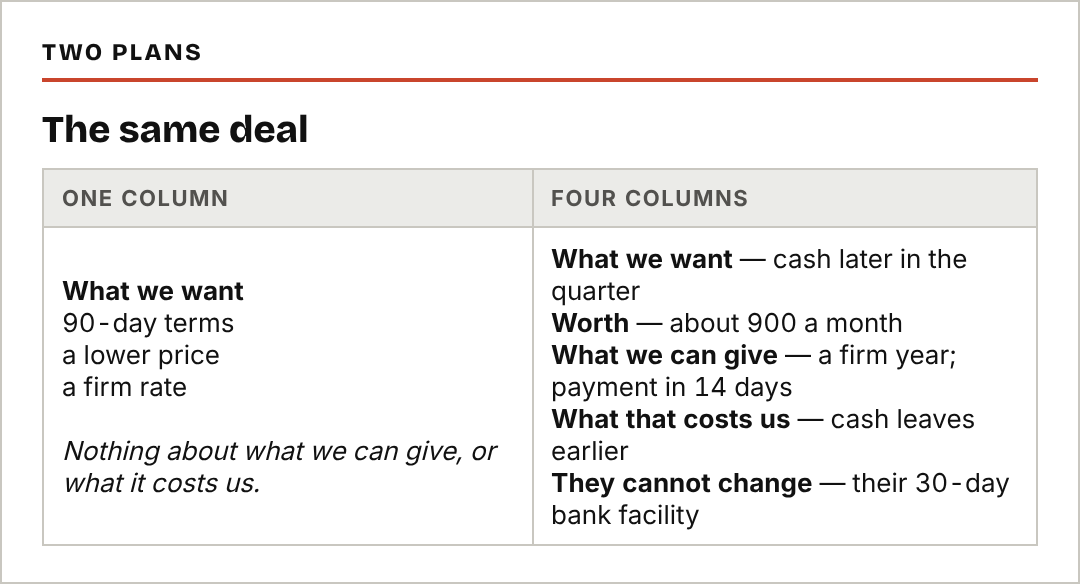 TWO PLANS
The same deal
ONE COLUMN
FOUR COLUMNS
What we want
90-day terms
a lower price
a firm rate
Nothing about what we can give, or
what it costs us.
What we want — cash later in the
quarter
Worth — about 900 a month
What we can give — a firm year;
payment in 14 days
What that costs us — cash leaves
earlier
They cannot change — their 30-day
bank facility